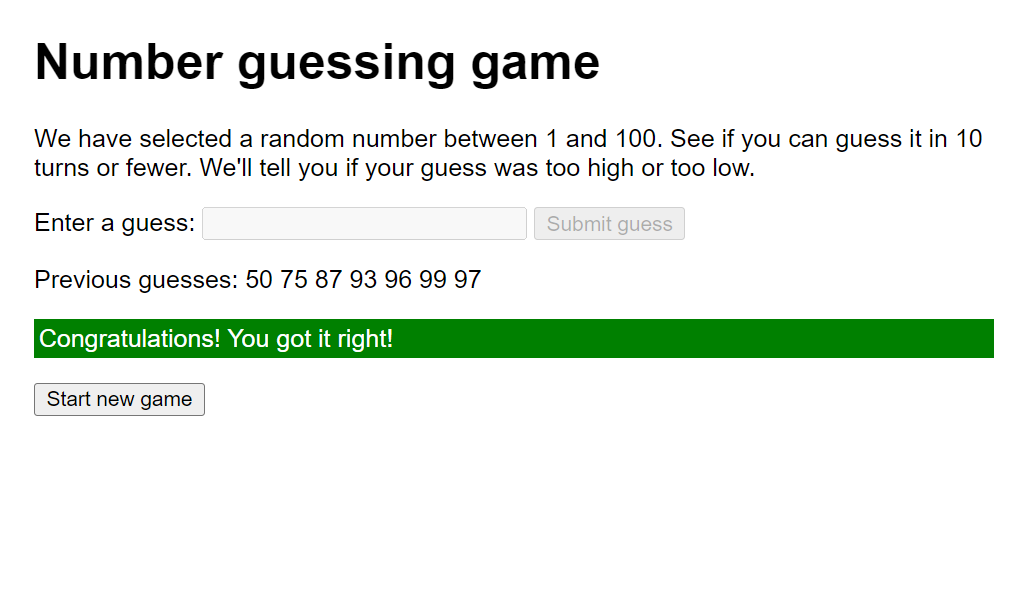 Number guessing game
We have selected a random number between 1 and 100. See if you can guess it in 10
turns or fewer. We'll tell you if your guess was too high or too low.
Enter a guess: Submit guess
Previous guesses: 50 75 87 93 96 99 97
Congratulations! You got it right!
Start new game